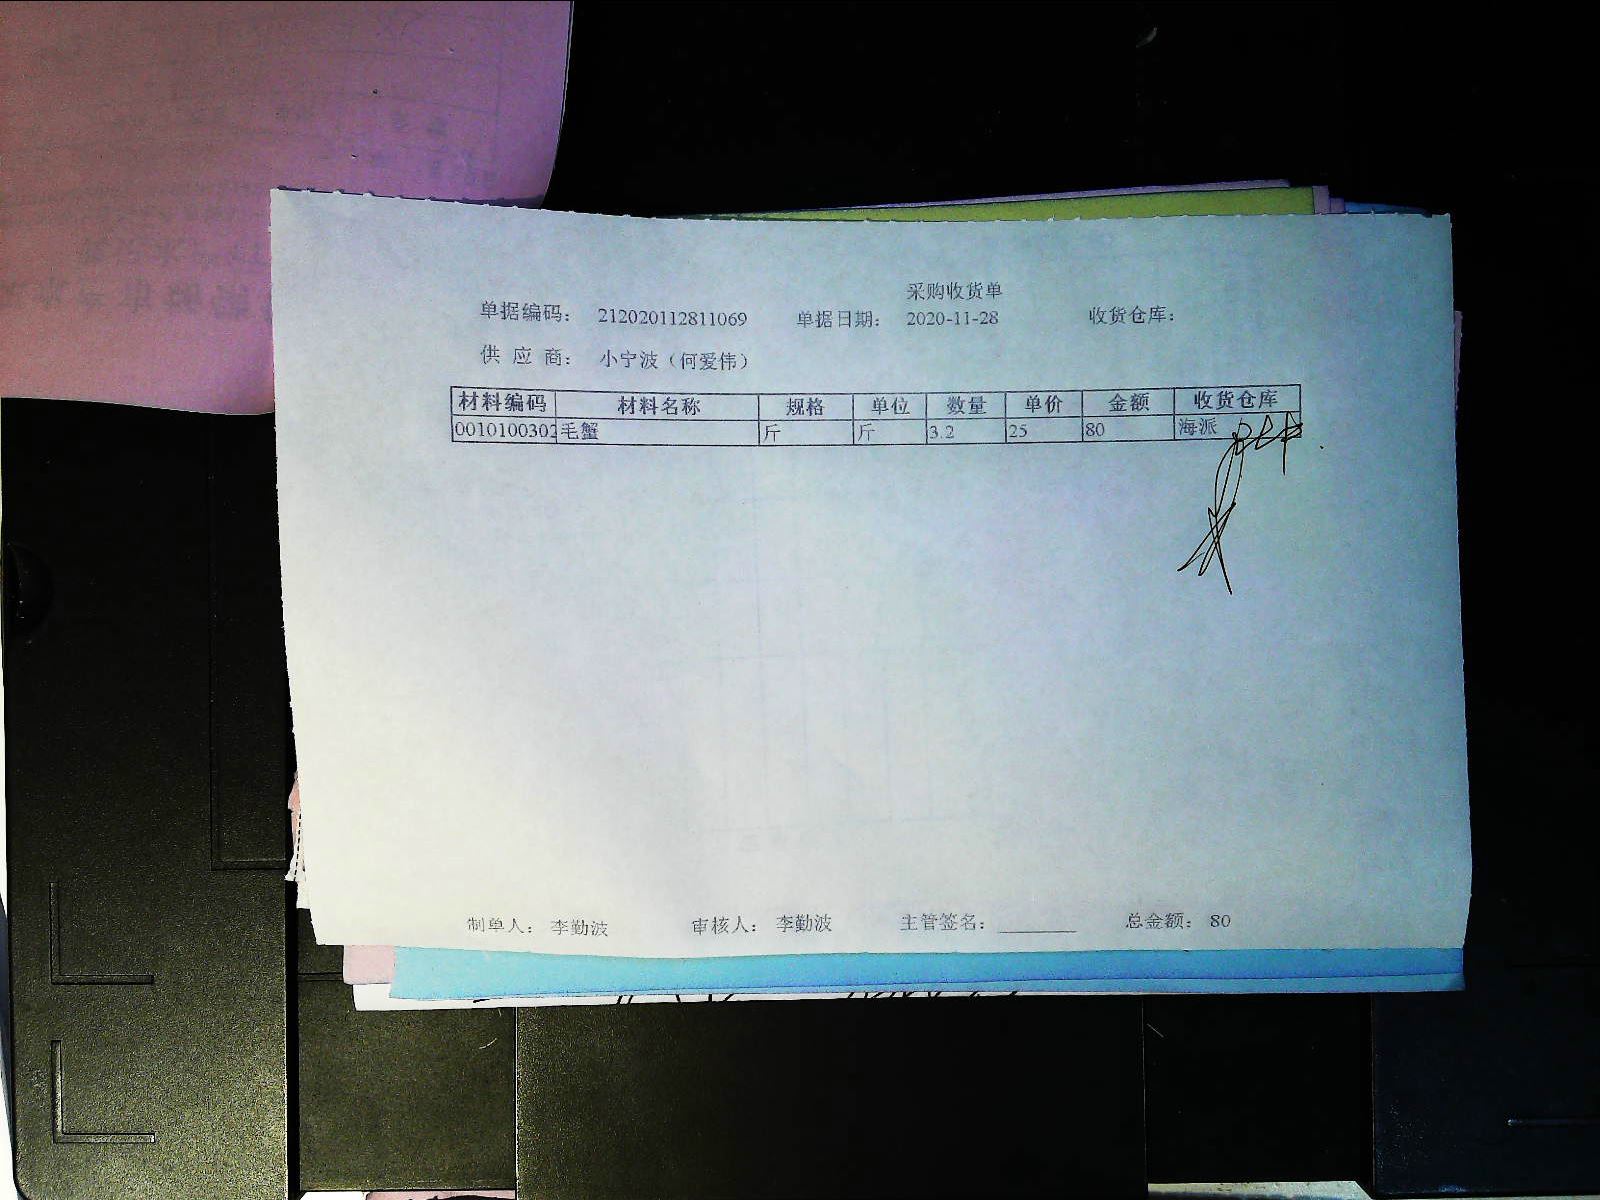 采购收货单
单据编码： 212020112811069 单据日期： 2020-11-28 收货仓库：
供 应 商： 小宁波（何爱伟）
材料编码 材料名称 规格 单位 数量 单价 金额 收货仓库
0010100302 毛蟹 斤 斤 3.2 25 80 海派
制单人： 李勤波 审核人： 李勤波 主管签名： ________ 总金额： 80